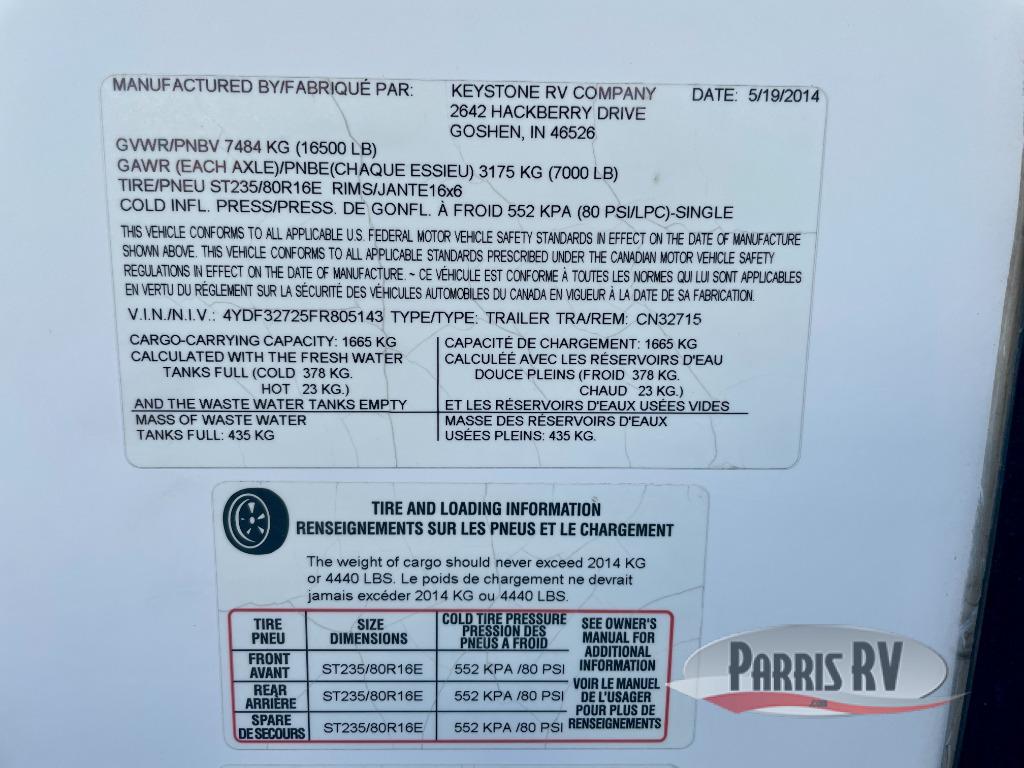 MANUFACTURED BY/FABRIQUÉ PAR: KEYSTONE RV COMPANY DATE: 5/19/2014
2642 HACKBERRY DRIVE
GOSHEN, IN 46526
GVWR/PNBV 7484 KG (16500 LB)
GAWR (EACH AXLE)/PNBE(CHAQUE ESSIEU) 3175 KG (7000 LB)
TIRE/PNEU ST235/80R16E RIMS/JANTE16x6
COLD INFL. PRESS/PRESS. DE GONFL. À FROID 552 KPA (80 PSI/LPC)-SINGLE
THIS VEHICLE CONFORMS TO ALL APPLICABLE U.S. FEDERAL MOTOR VEHICLE SAFETY STANDARDS IN EFFECT ON THE DATE OF MANUFACTURE
SHOWN ABOVE. THIS VEHICLE CONFORMS TO ALL APPLICABLE STANDARDS PRESCRIBED UNDER THE CANADIAN MOTOR VEHICLE SAFETY
REGULATIONS IN EFFECT ON THE DATE OF MANUFACTURE. ~ CE VÉHICULE EST CONFORME À TOUTES LES NORMES QUI LUI SONT APPLICABLES
EN VERTU DU RÉGLEMENT SUR LA SÉCURITÉ DES VÉHICULES AUTOMOBILES DU CANADA EN VIGUEUR À LA DATE DE SA FABRICATION.
V.I.N./N.I.V.: 4YDF32725FR805143 TYPE/TYPE: TRAILER TRA/REM: CN32715
CARGO-CARRYING CAPACITY: 1665 KG
CALCULATED WITH THE FRESH WATER
TANKS FULL (COLD 378 KG.
HOT 23 KG.)
AND THE WASTE WATER TANKS EMPTY
MASS OF WASTE WATER
TANKS FULL: 435 KG
CAPACITÉ DE CHARGEMENT: 1665 KG
CALCULÉE AVEC LES RÉSERVOIRS D'EAU
DOUCE PLEINS (FROID 378 KG.
CHAUD 23 KG.)
ET LES RÉSERVOIRS D'EAUX USÉES VIDES
MASSE DES RÉSERVOIRS D'EAUX
USÉES PLEINS: 435 KG.
TIRE AND LOADING INFORMATION
RENSEIGNEMENTS SUR LES PNEUS ET LE CHARGEMENT
The weight of cargo should never exceed 2014 KG
or 4440 LBS. Le poids de chargement ne devrait
jamais excéder 2014 KG ou 4440 LBS.
TIRE
PNEU
SIZE
DIMENSIONS
COLD TIRE PRESSURE
PRESSION DES
PNEUS A FROID
FRONT
AVANT
ST235/80R16E
552 KPA /80 PSI
REAR
ARRIÈRE
ST235/80R16E
552 KPA /80 PSI
SPARE
DE SECOURS
ST235/80R16E
552 KPA /80 PSI
SEE OWNER'S
MANUAL FOR
ADDITIONAL
INFORMATION
VOIR LE MANUEL
DE L'USAGER
POUR PLUS DE
RENSEIGNEMENTS
PARRIS RV
.com